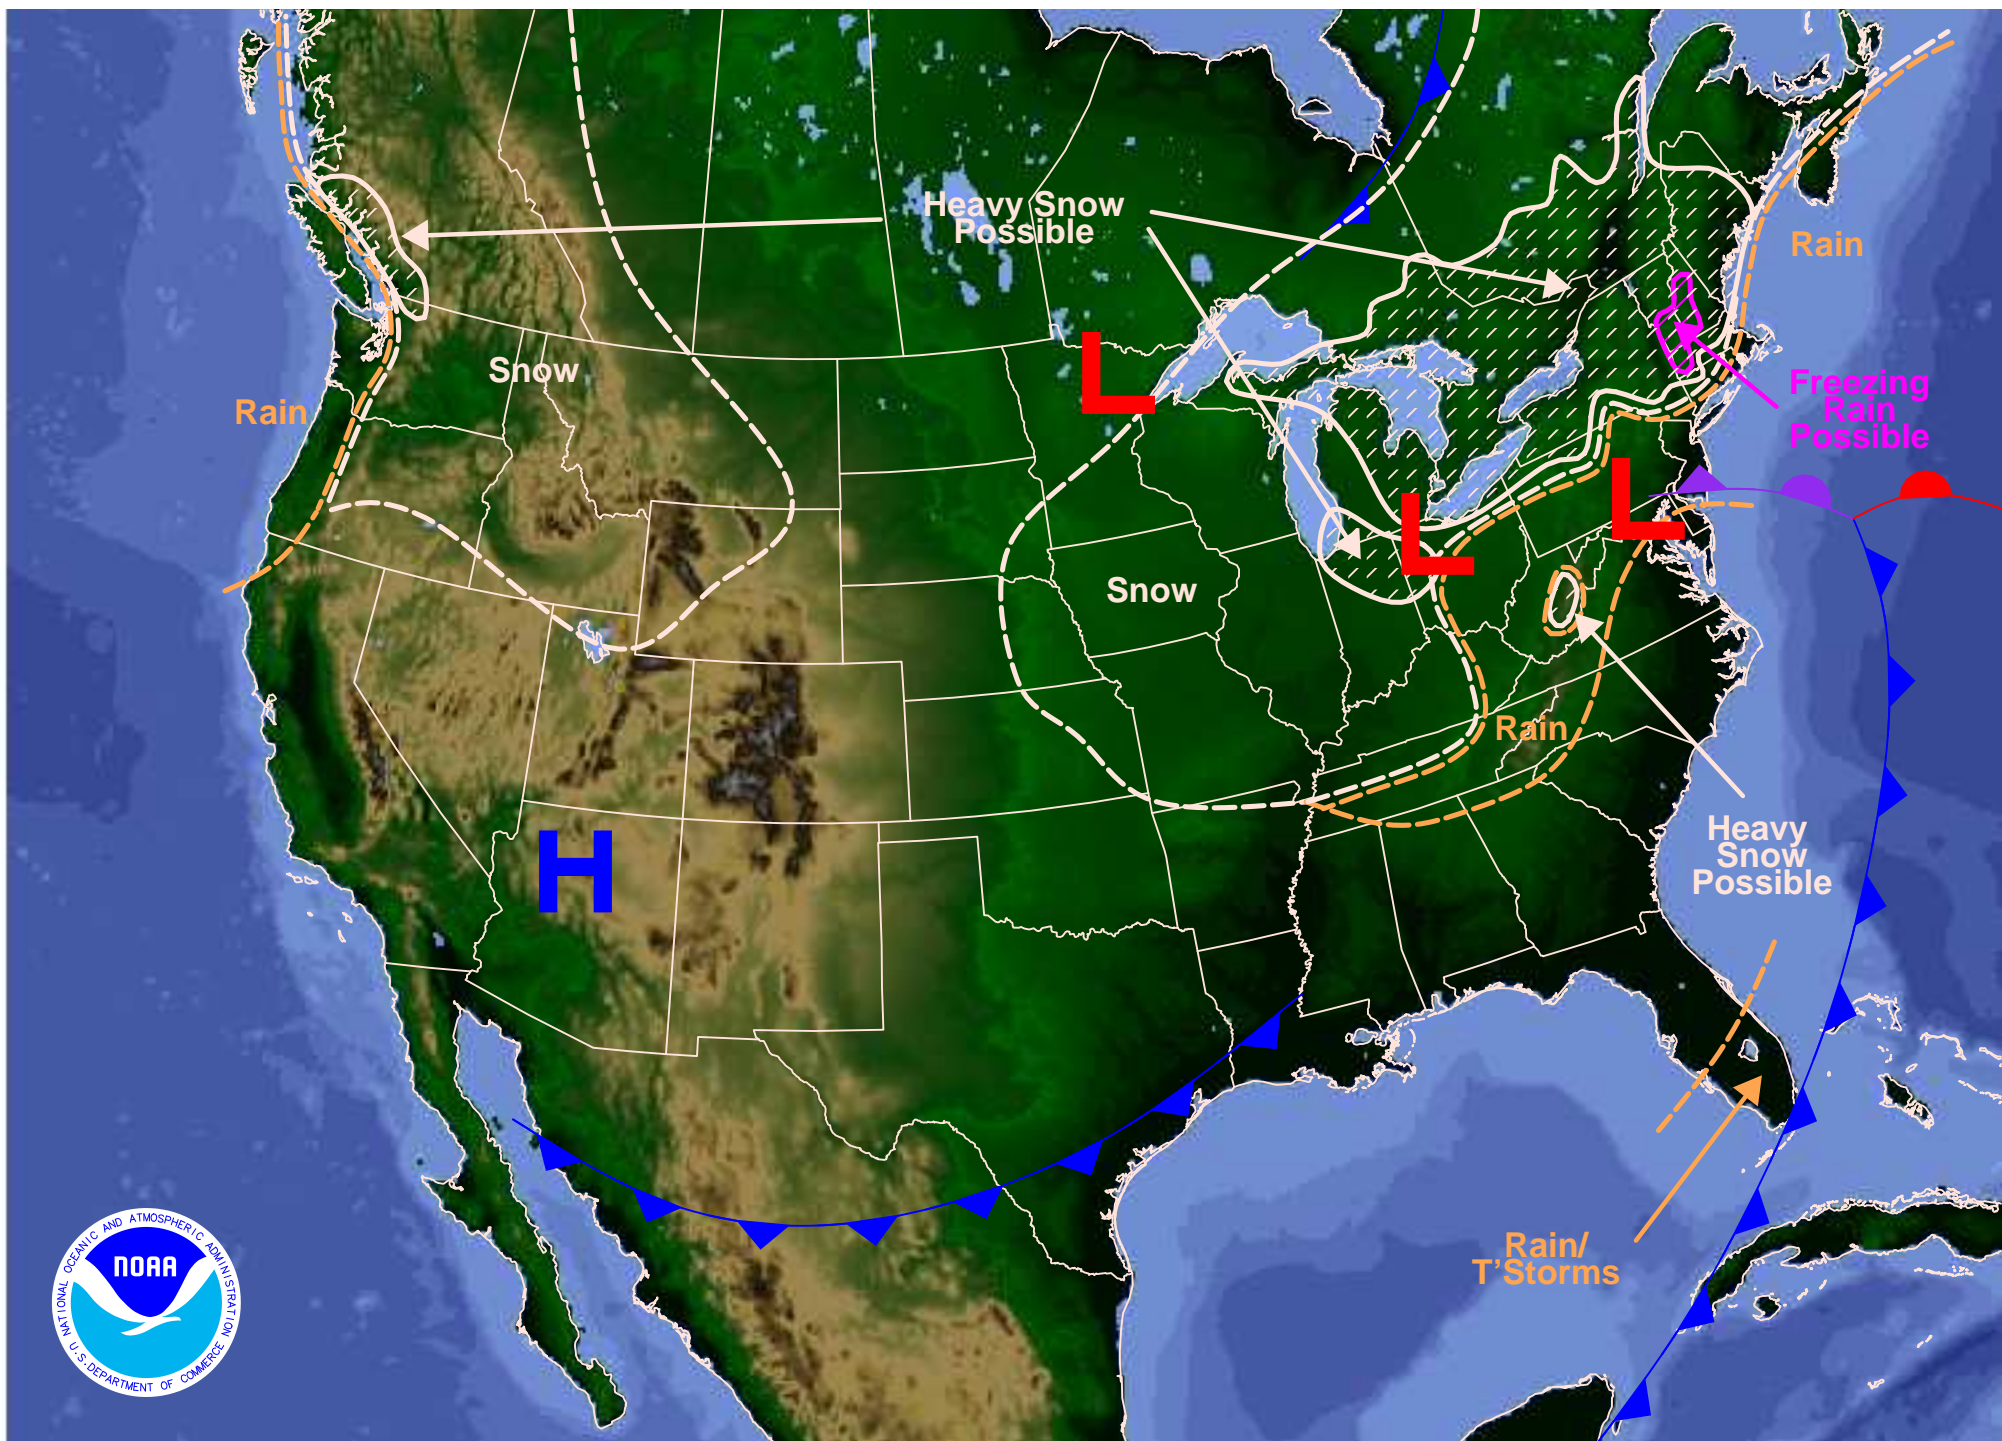 Heavy Snow
Possible
Rain
Snow
Rain
Freezing
Rain
Possible
L
L
L
Snow
Rain
Heavy
Snow
Possible
H
Rain/
T'Storms
NATIONAL OCEANIC AND ATMOSPHERIC ADMINISTRATION
NOAA
U.S. DEPARTMENT OF COMMERCE